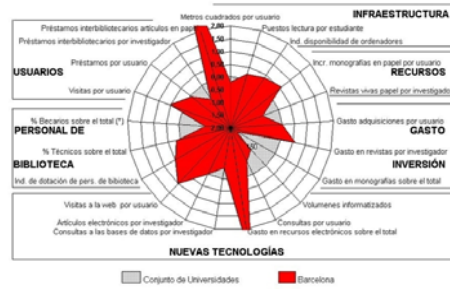 Metros cuadrados por usuario
INFRAESTRUCTURA
Préstamos interbibliotecarios artículos en papel
Puestos lectura por estudiante
Préstamos interbibliotecarios por investigador
Ind. disponibilidad de ordenadores
Préstamos por usuario
Incr. monografías en papel por usuario
USUARIOS
RECURSOS
Visitas por usuario
Revistas vivas papel por investigador
% Becarios sobre el total (*)
Gasto adquisiciones por usuario
PERSONAL DE
GASTO
% Técnicos sobre el total
Gasto en revistas por investigador
BIBLIOTECA
INVERSIÓN
Ind. de dotación de pers. de biblioteca
Gasto en monografías sobre el total
Visitas a la web por usuario
Volumenes informatizados
Artículos electrónicos por investigador
Consultas por usuario
Consultas a las bases de datos por investigador
Gasto en recursos electrónicos sobre el total
NUEVAS TECNOLOGÍAS
Conjunto de Universidades
Barcelona